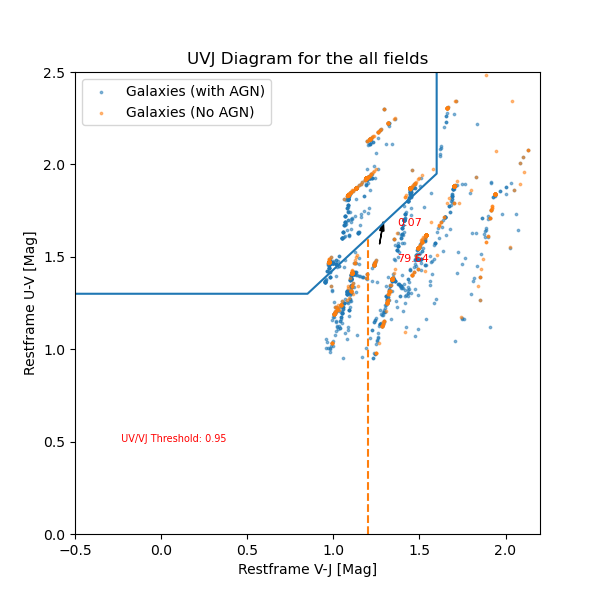 UVJ Diagram for the all fields
Galaxies (with AGN)
Galaxies (No AGN)
2.5
2.0
1.5
1.0
0.5
0.0
Restframe U-V [Mag]
0.07
79.64
UV/VJ Threshold: 0.95
−0.5
0.0
0.5
1.0
1.5
2.0
Restframe V-J [Mag]